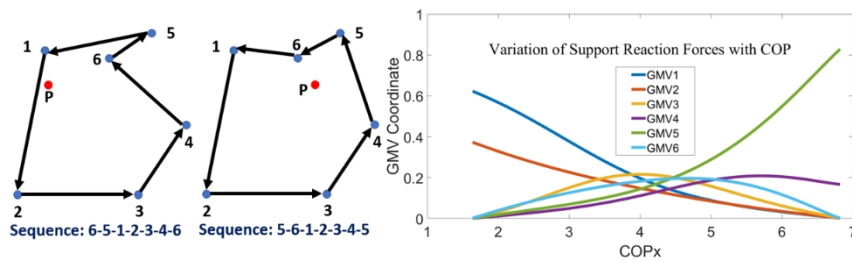 1
5
6
P
4
2
3
Sequence: 6-5-1-2-3-4-6
1
6
5
P
4
2
3
Sequence: 5-6-1-2-3-4-5
Variation of Support Reaction Forces with COP
GMV1
GMV2
GMV3
GMV4
GMV5
GMV6
GMV Coordinate
1
0.8
0.6
0.4
0.2
0
1 2 3 4 5 6 7
COPx